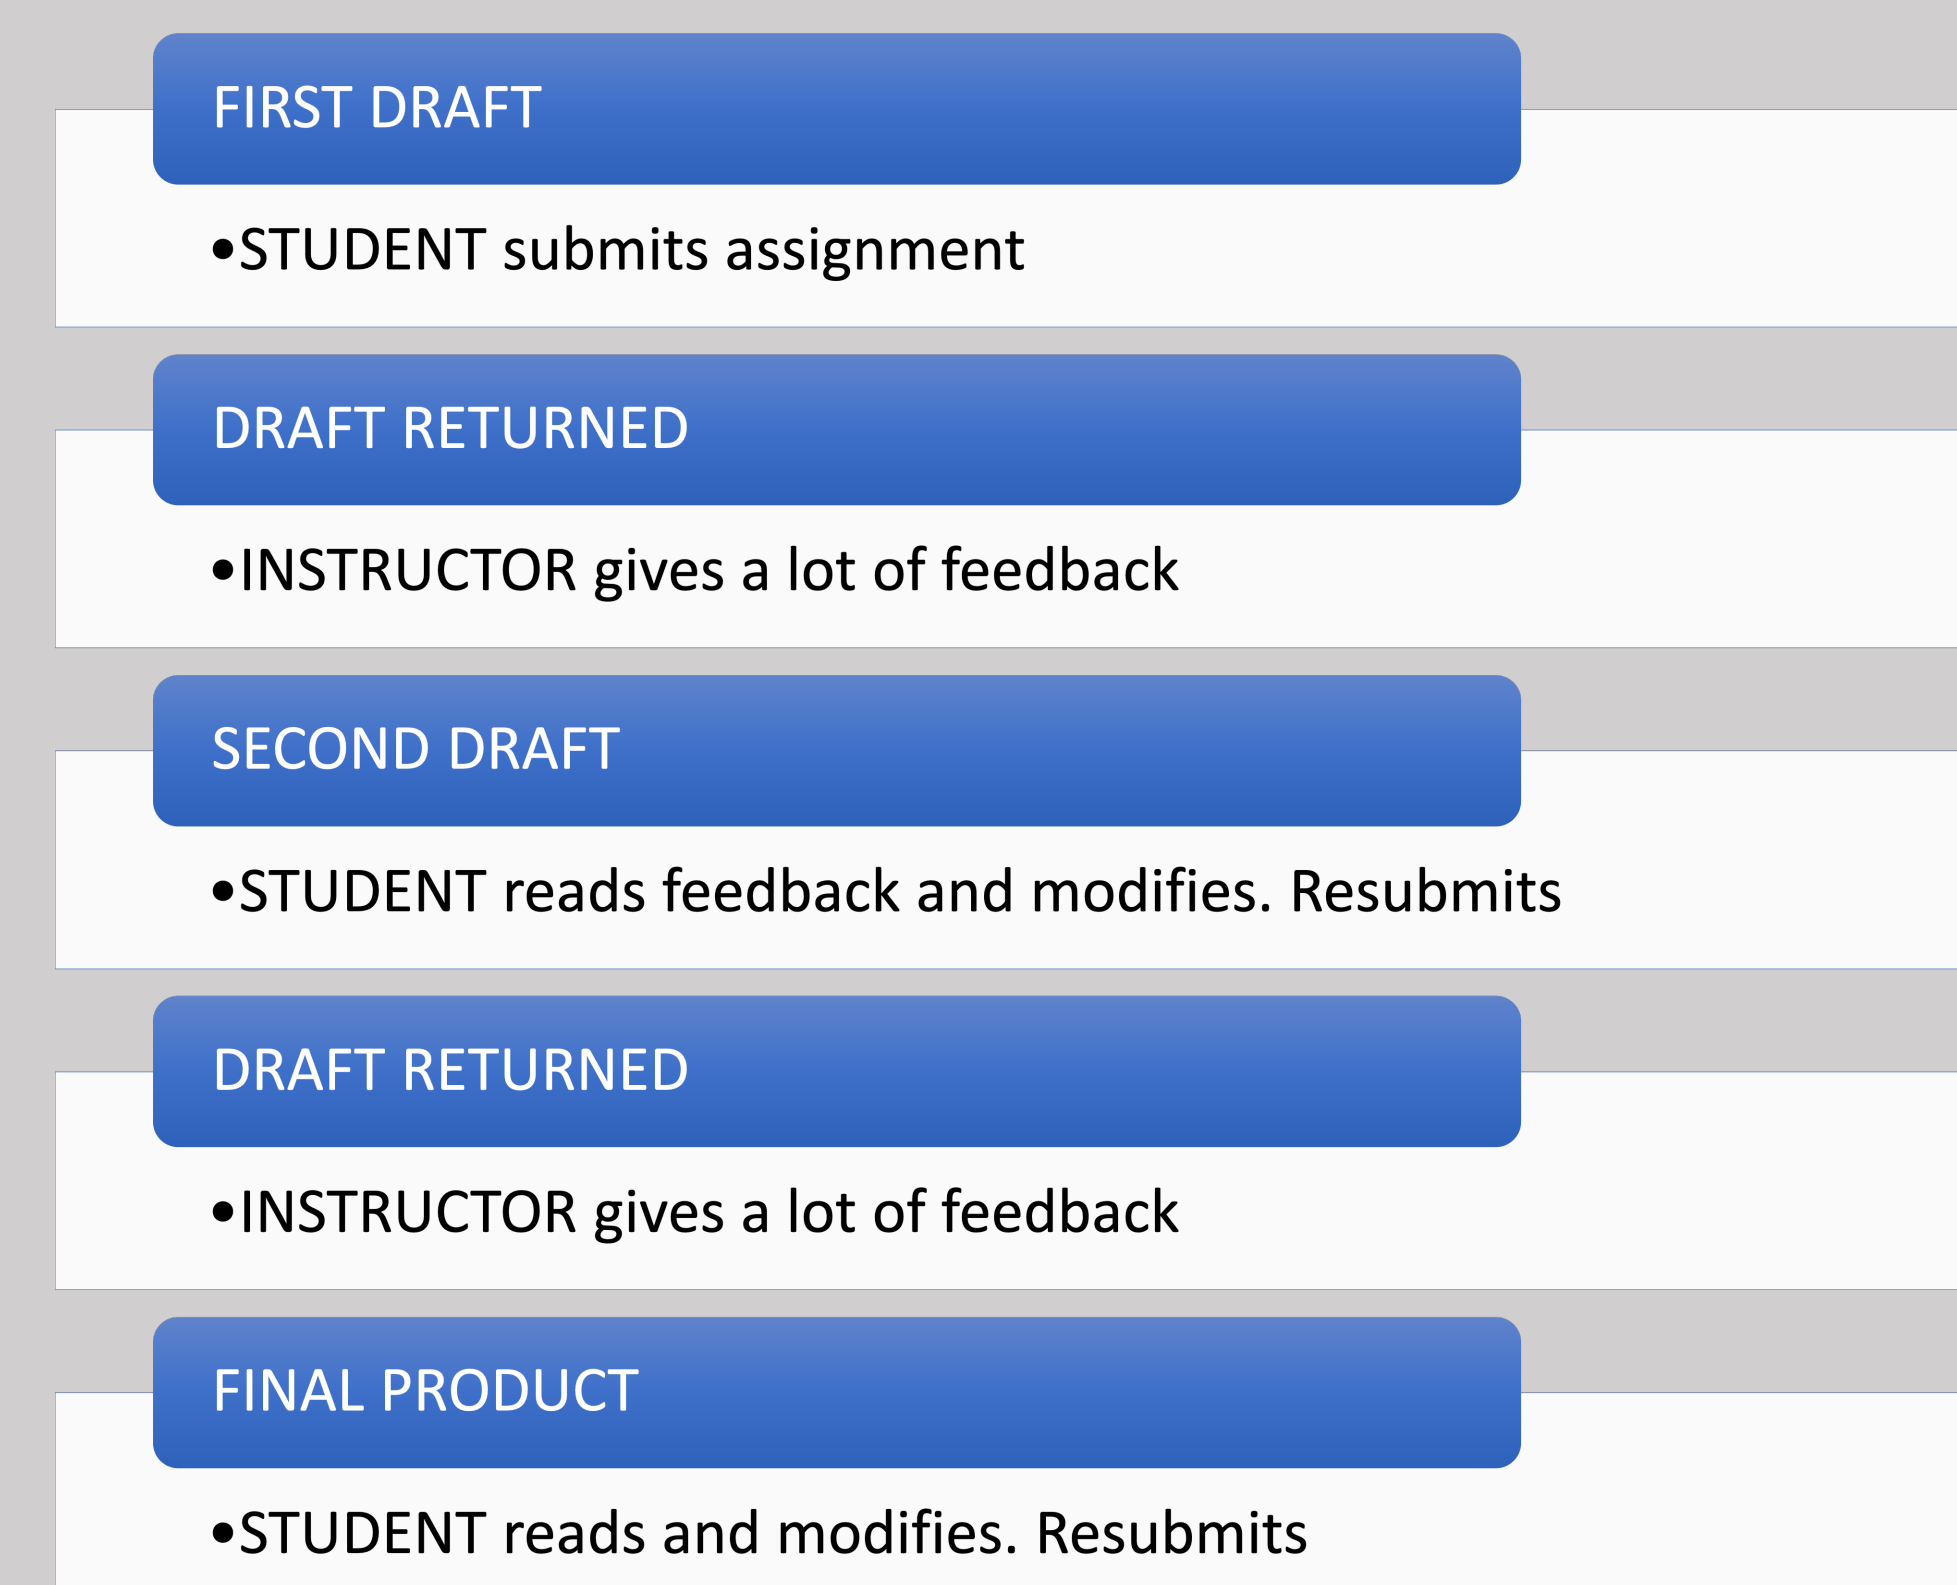 FIRST DRAFT
•STUDENT submits assignment
DRAFT RETURNED
•INSTRUCTOR gives a lot of feedback
SECOND DRAFT
•STUDENT reads feedback and modifies. Resubmits
DRAFT RETURNED
•INSTRUCTOR gives a lot of feedback
FINAL PRODUCT
•STUDENT reads and modifies. Resubmits